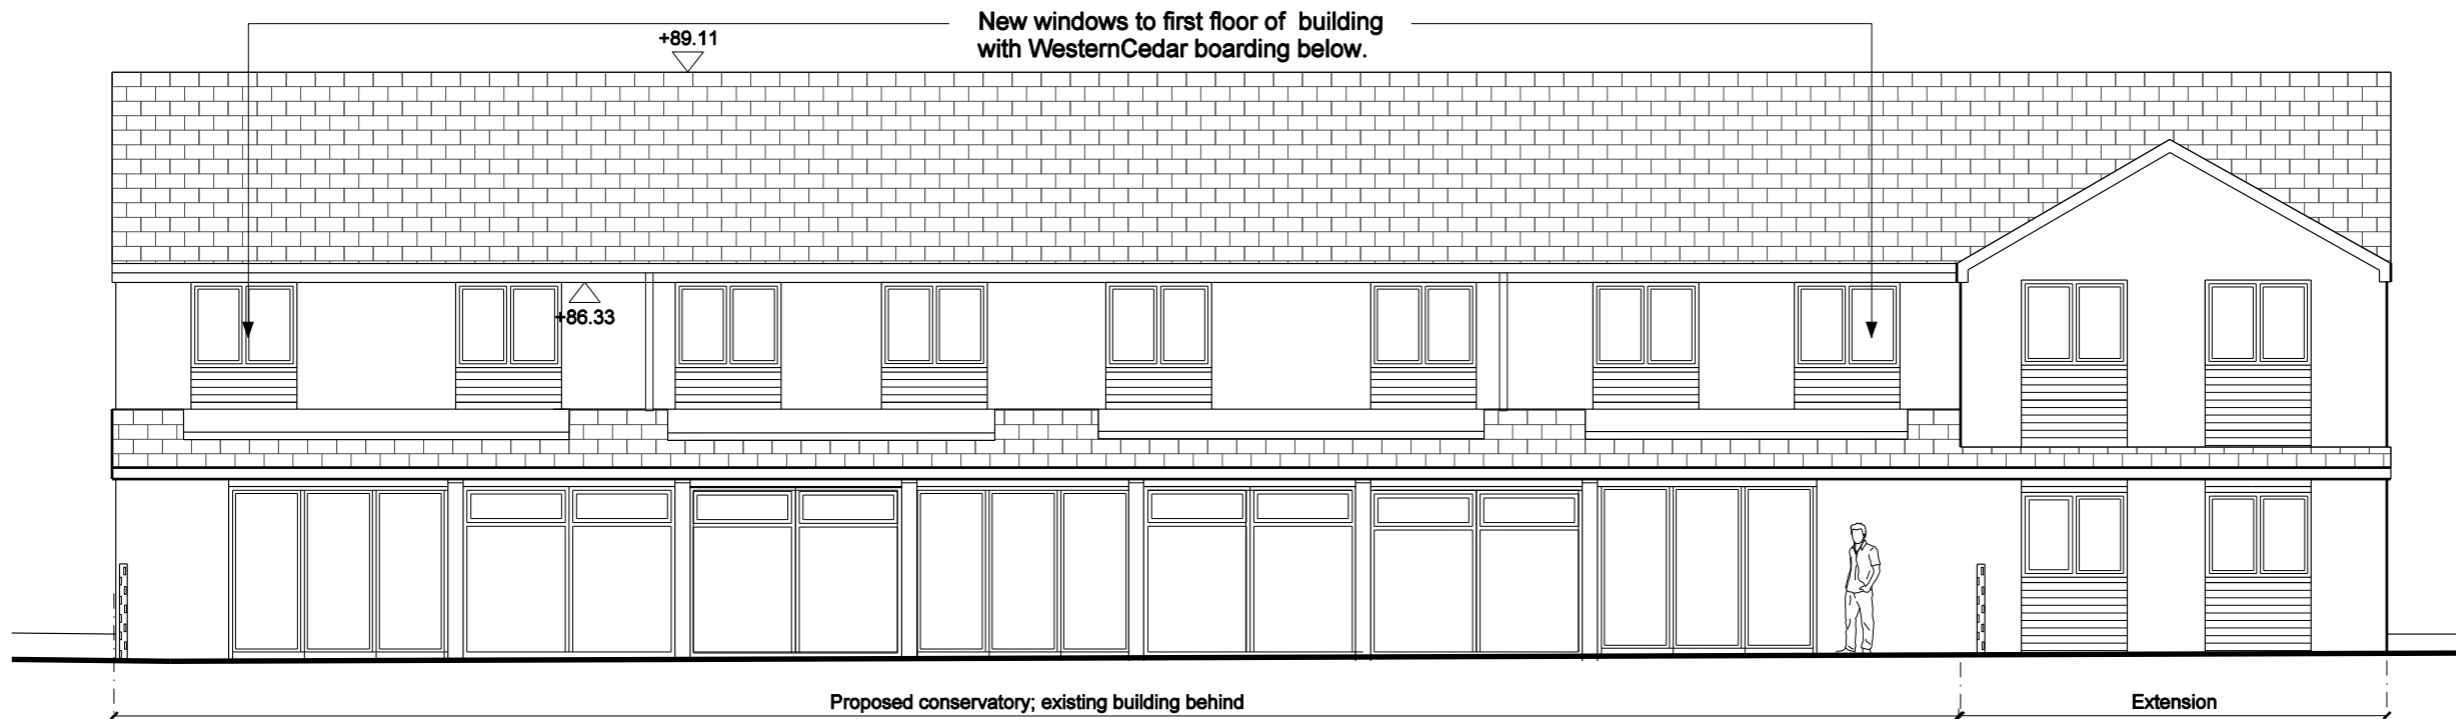 New windows to first floor of building
with WesternCedar boarding below.
+89.11
+86.33
Proposed conservatory; existing building behind
Extension